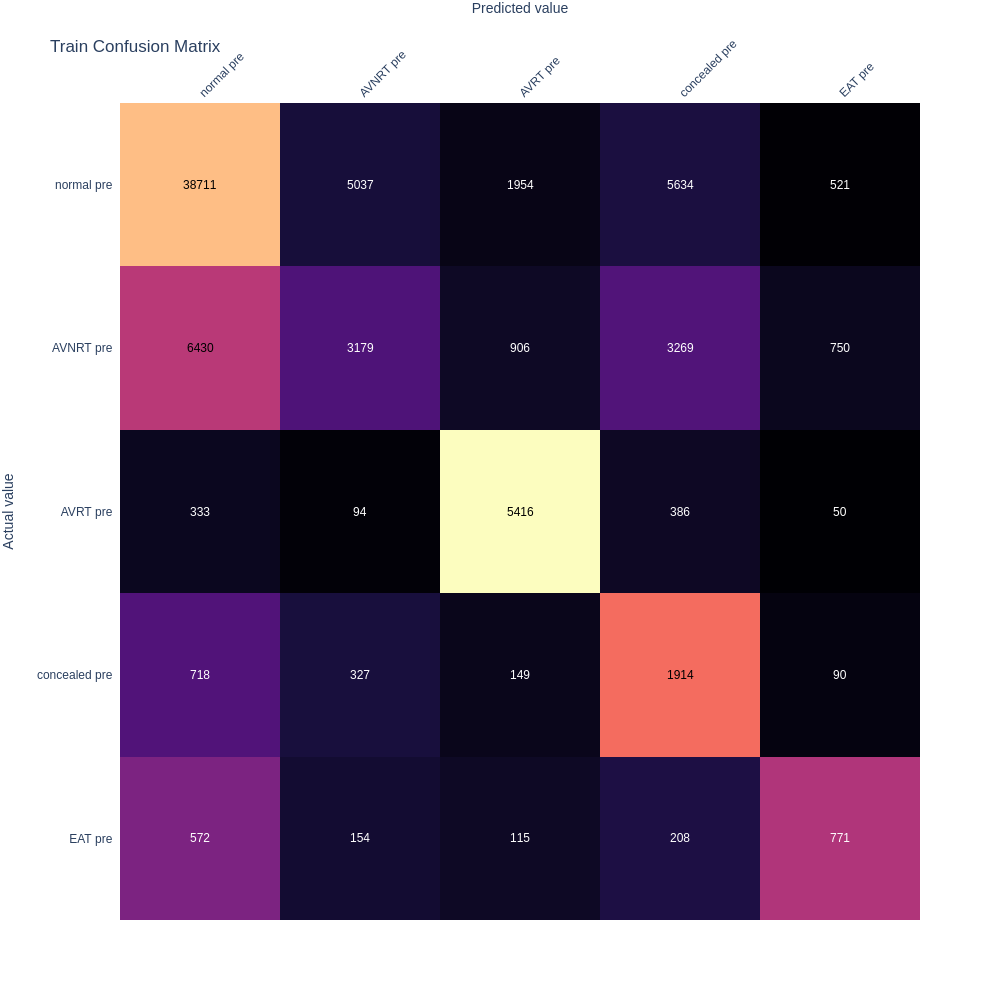 Predicted value
Train Confusion Matrix
normal pre AVNRT pre AVRT pre concealed pre EAT pre
normal pre 38711 5037 1954 5634 521
AVNRT pre 6430 3179 906 3269 750
AVRT pre 333 94 5416 386 50
concealed pre 718 327 149 1914 90
EAT pre 572 154 115 208 771
Actual value